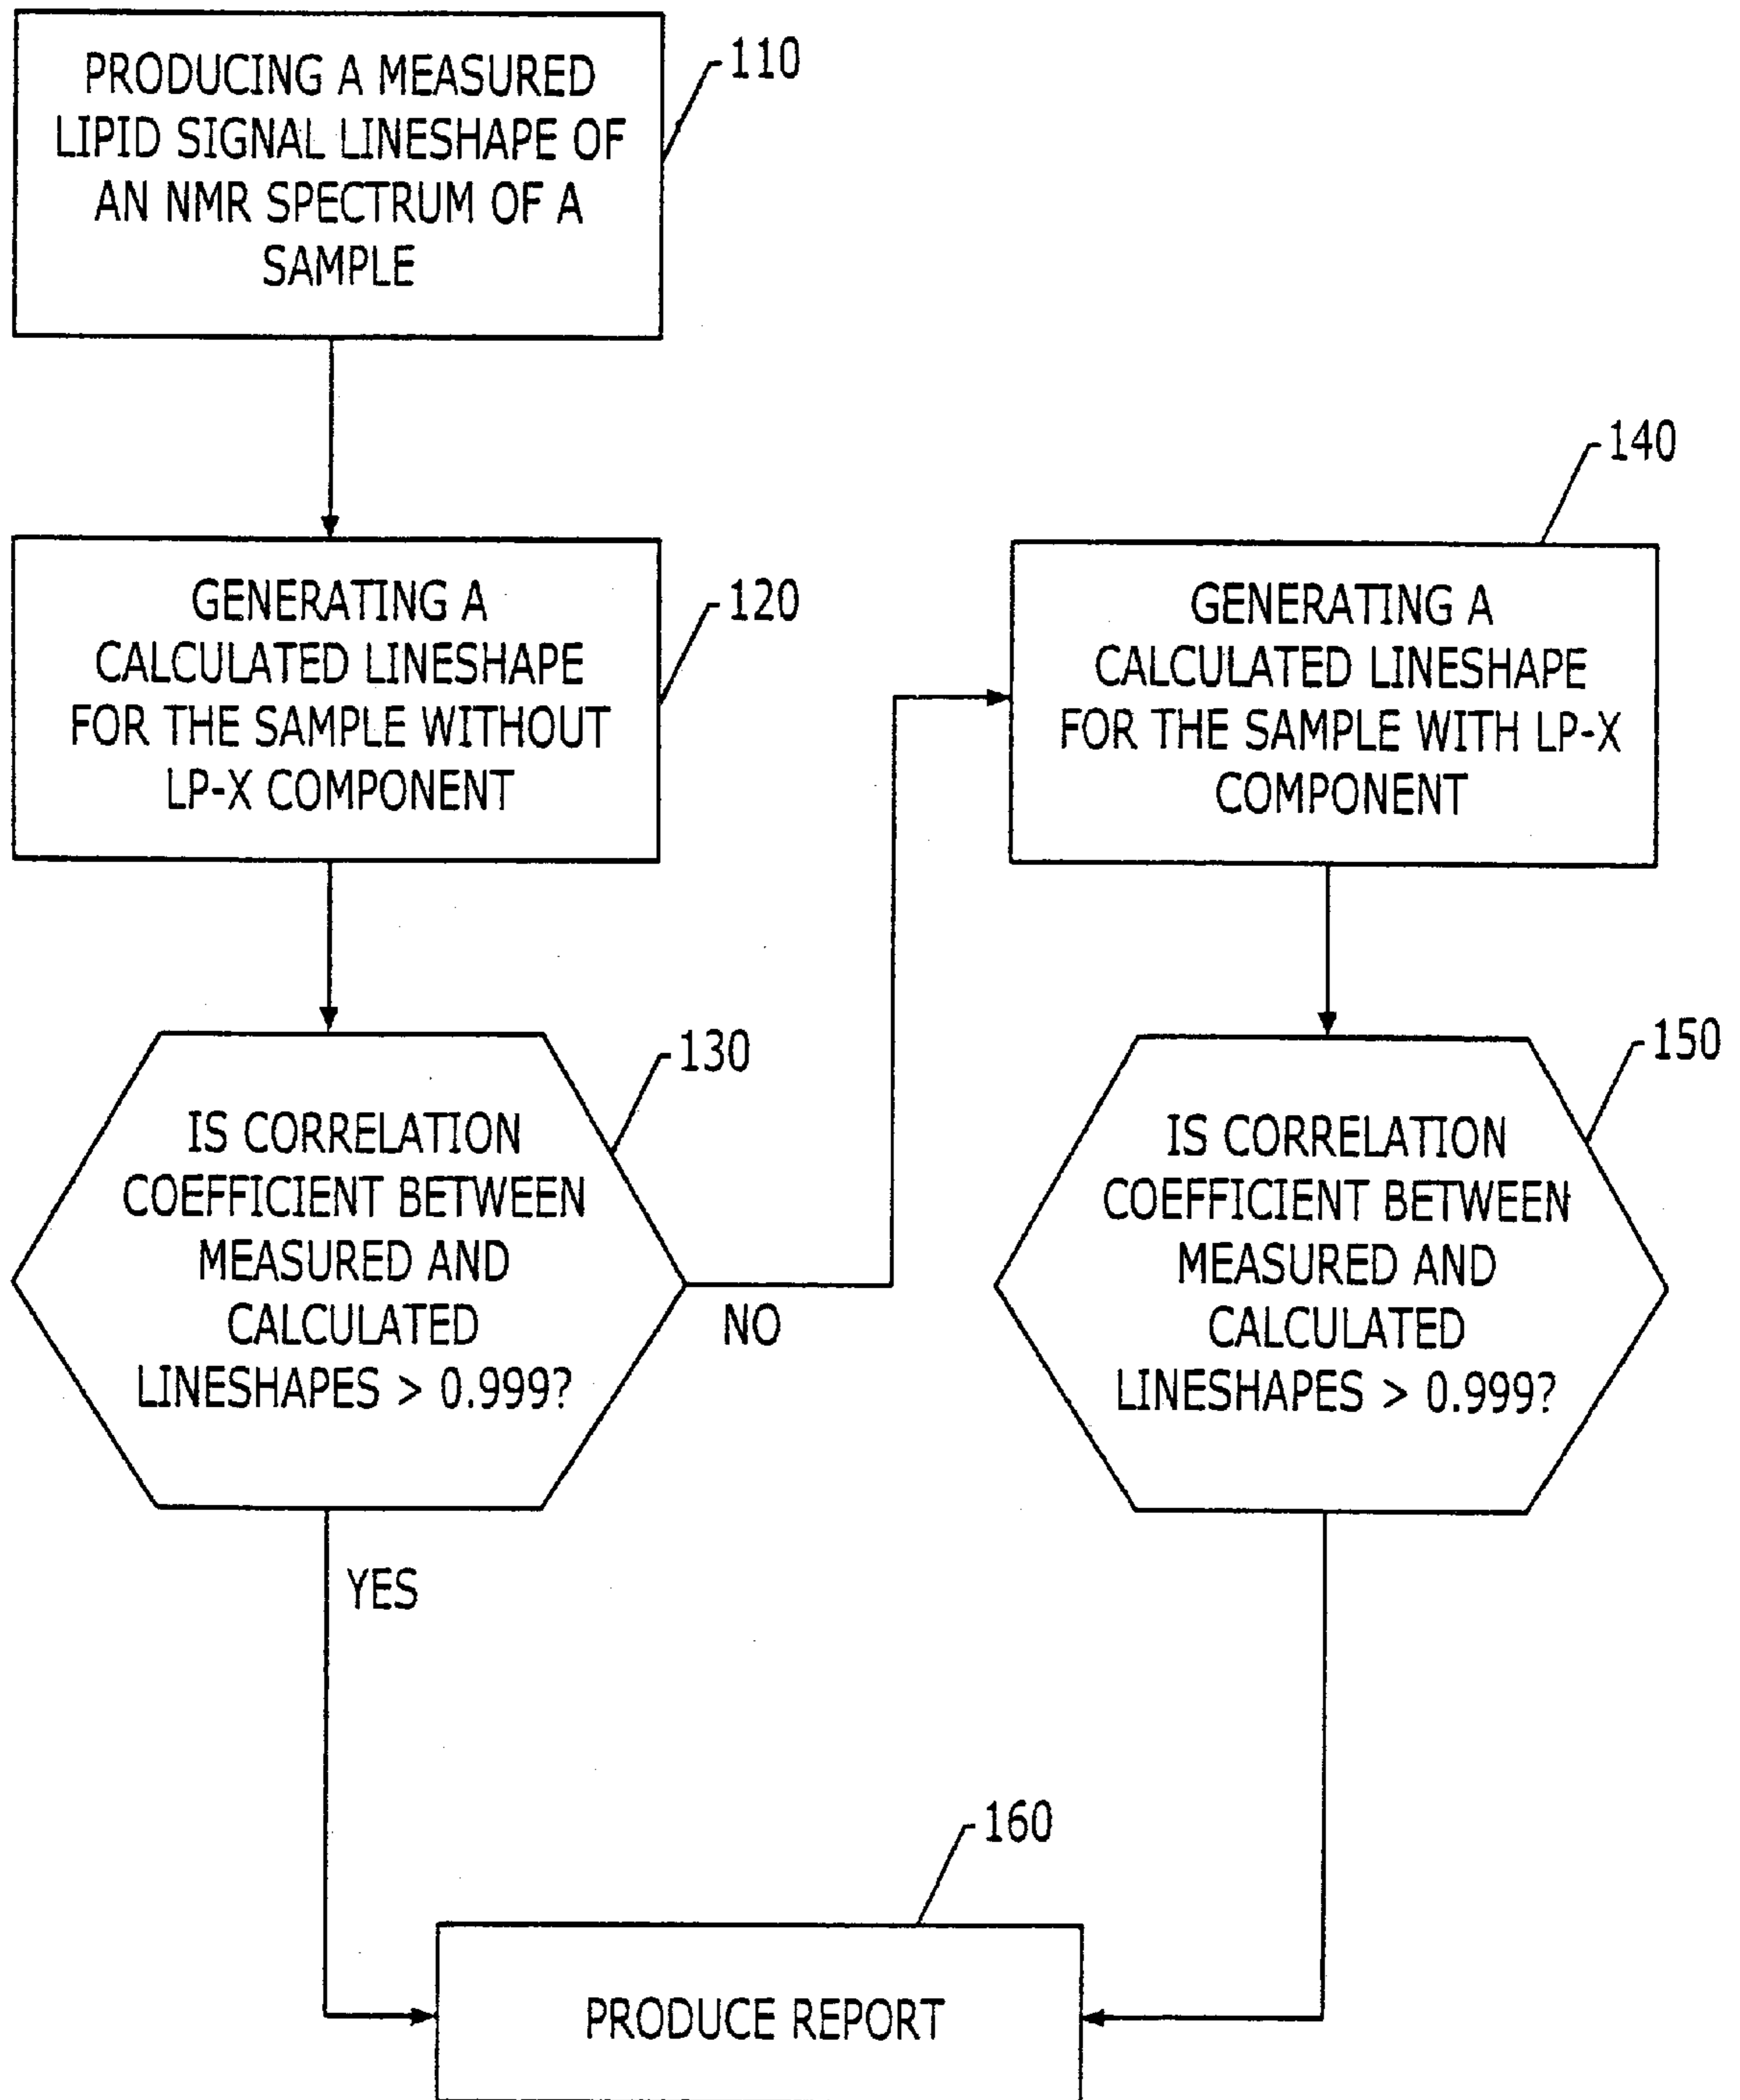 PRODUCING A MEASURED
LIPID SIGNAL LINESHAPE OF
AN NMR SPECTRUM OF A
SAMPLE
110
GENERATING A
CALCULATED LINESHAPE
FOR THE SAMPLE WITHOUT
LP-X COMPONENT
120
IS CORRELATION
COEFFICIENT BETWEEN
MEASURED AND
CALCULATED
LINESHAPES > 0.999?
130
NO
YES
140
GENERATING A
CALCULATED LINESHAPE
FOR THE SAMPLE WITH LP-X
COMPONENT
150
IS CORRELATION
COEFFICIENT BETWEEN
MEASURED AND
CALCULATED
LINESHAPES > 0.999?
160
PRODUCE REPORT